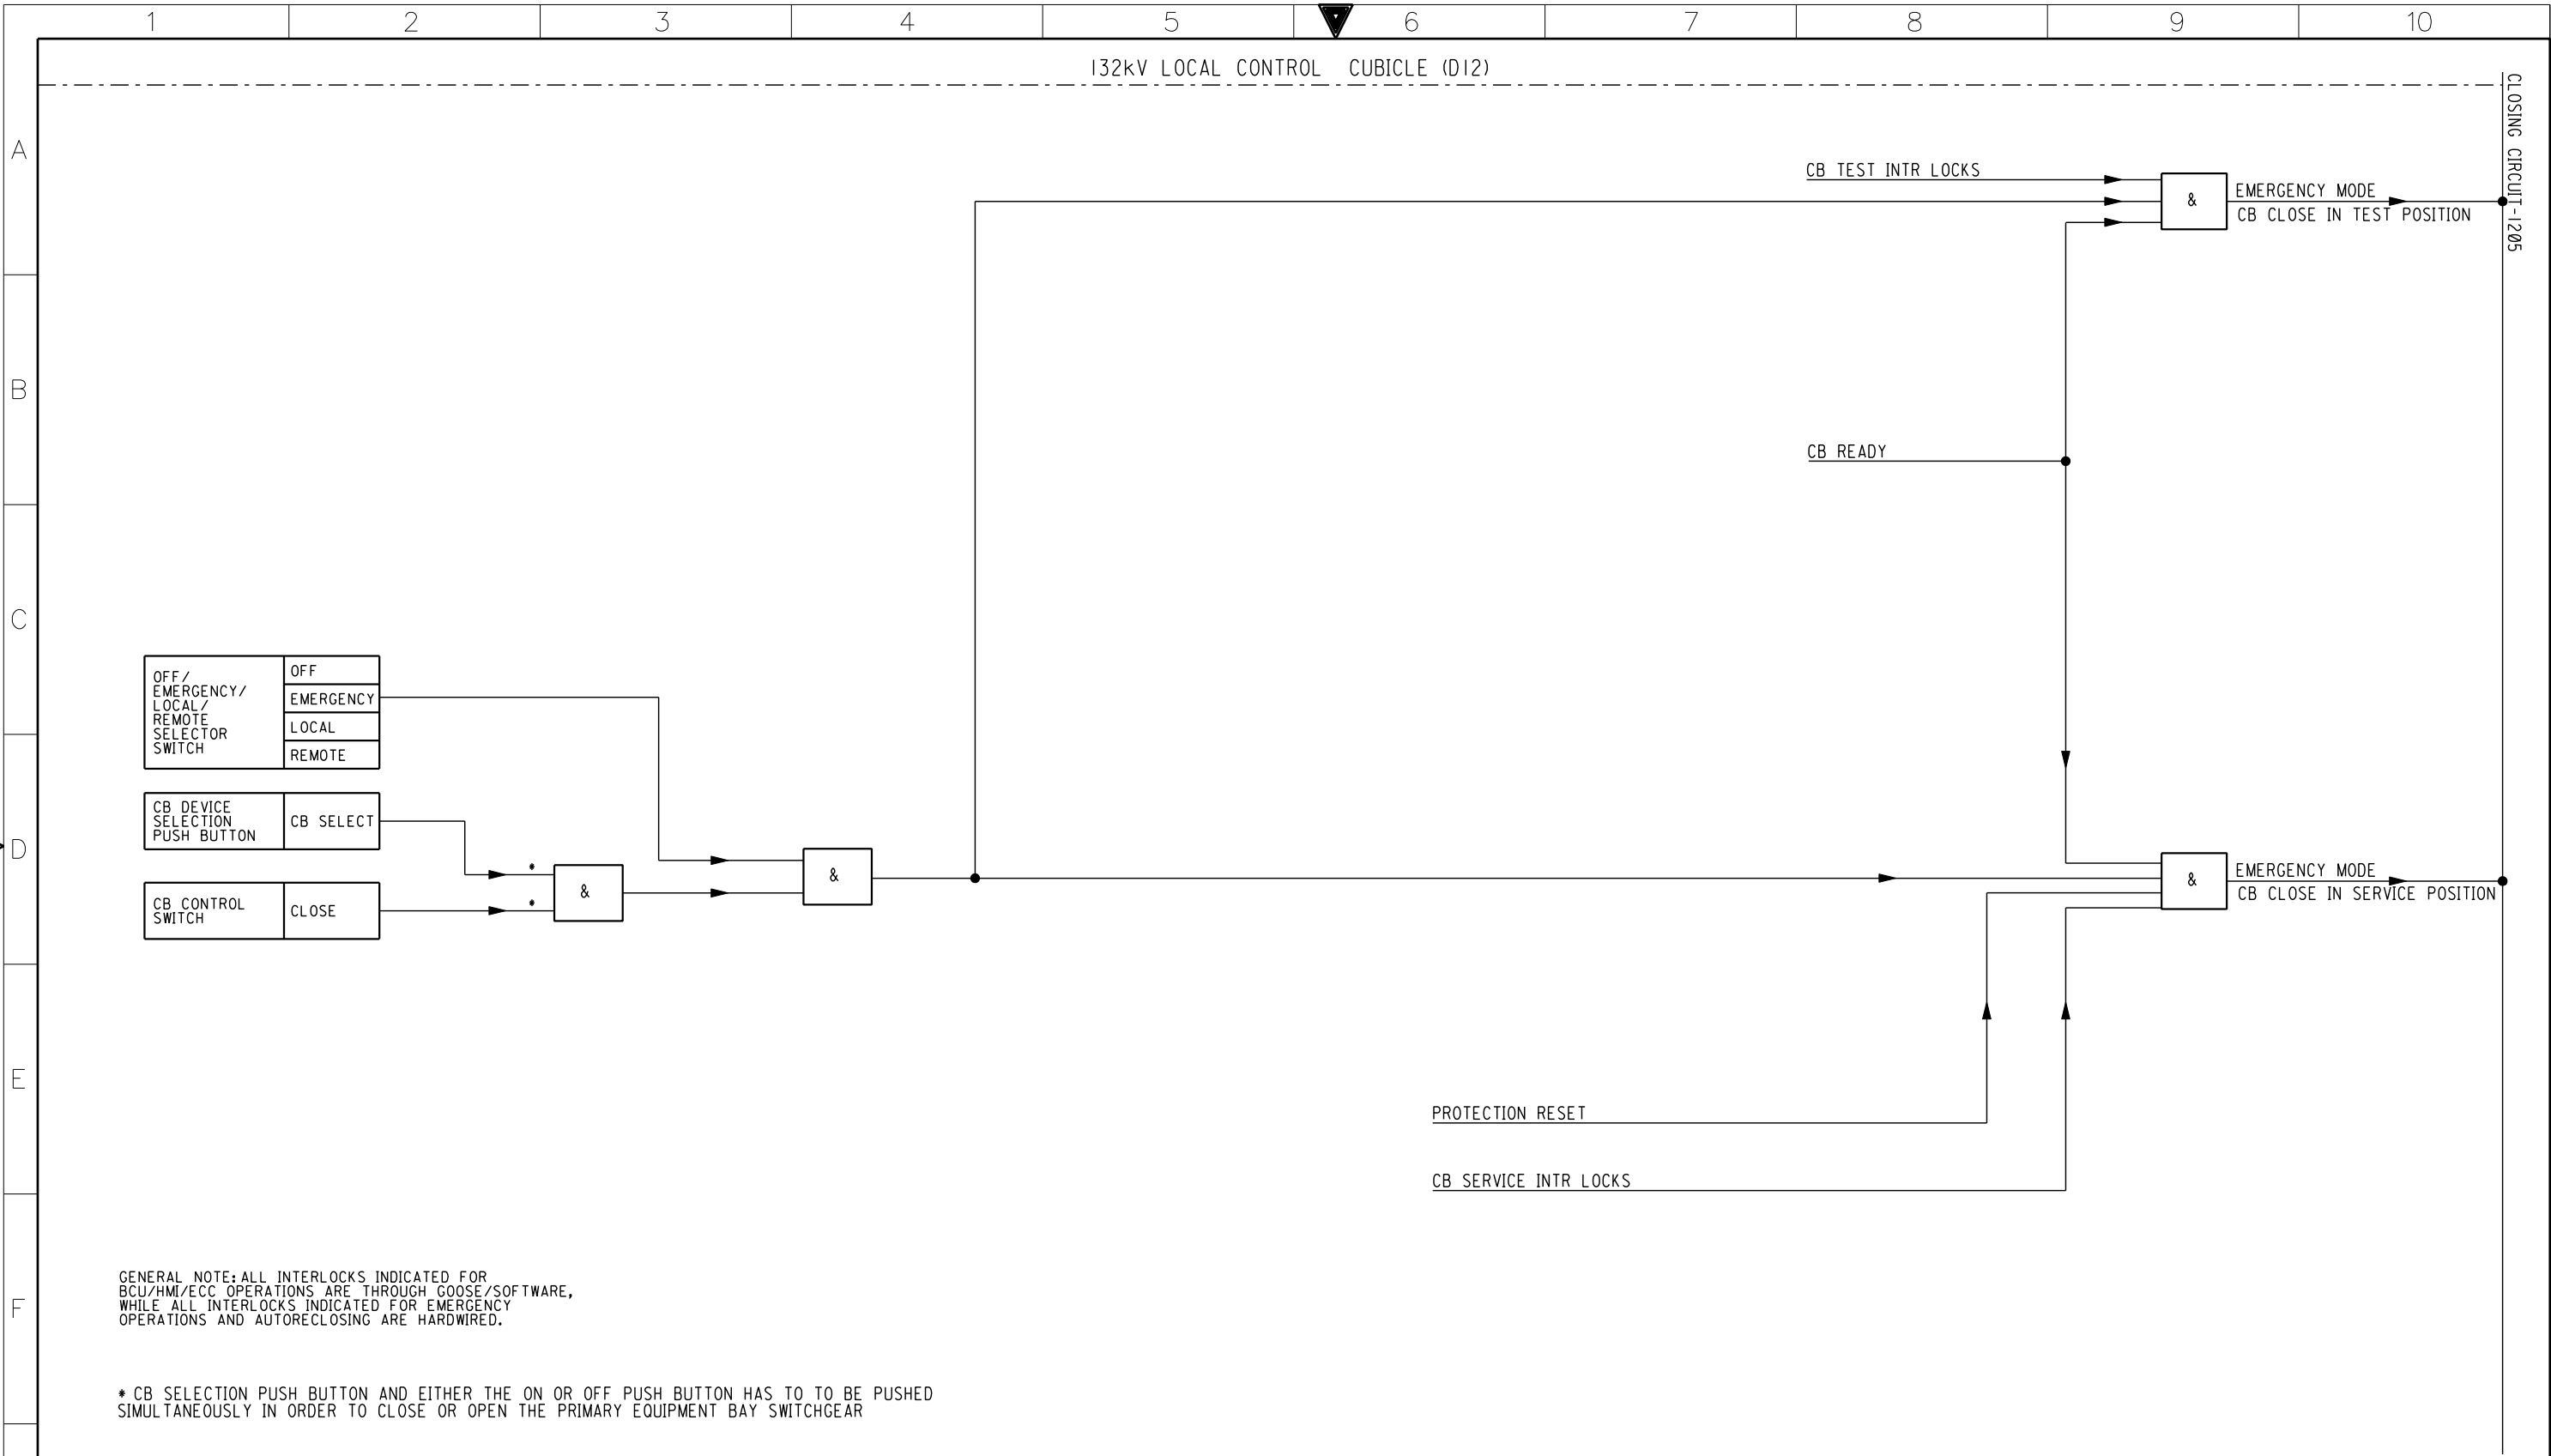 1 2 3 4 5 6 7 8 9 10
132kV LOCAL CONTROL CUBICLE (D12)
CLOSING CIRCUIT-1205
A
CB TEST INTR LOCKS
&
EMERGENCY MODE
CB CLOSE IN TEST POSITION
B
CB READY
C
OFF/
EMERGENCY/
LOCAL/
REMOTE
SELECTOR
SWITCH
OFF
EMERGENCY
LOCAL
REMOTE
D
CB DEVICE
SELECTION
PUSH BUTTON
CB SELECT
CB CONTROL
SWITCH
CLOSE
*
*
&
&
&
EMERGENCY MODE
CB CLOSE IN SERVICE POSITION
E
PROTECTION RESET
CB SERVICE INTR LOCKS
F
GENERAL NOTE: ALL INTERLOCKS INDICATED FOR
BCU/HMI/ECC OPERATIONS ARE THROUGH GOOSE/SOFTWARE,
WHILE ALL INTERLOCKS INDICATED FOR EMERGENCY
OPERATIONS AND AUTORECLOSING ARE HARDWIRED.
* CB SELECTION PUSH BUTTON AND EITHER THE ON OR OFF PUSH BUTTON HAS TO TO BE PUSHED
SIMULTANEOUSLY IN ORDER TO CLOSE OR OPEN THE PRIMARY EQUIPMENT BAY SWITCHGEAR